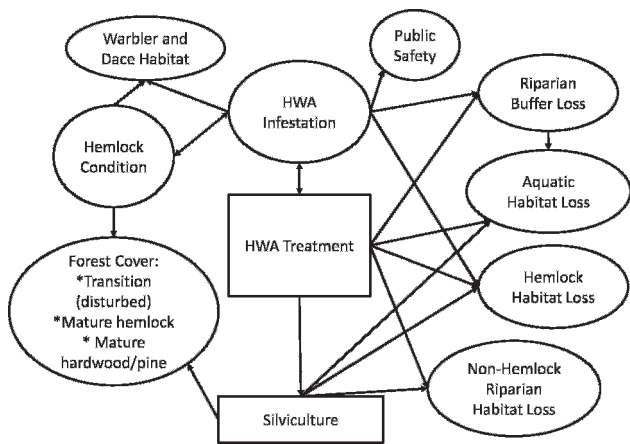 Warbler and
Dace Habitat
Public
Safety
HWA
Infestation
Riparian
Buffer Loss
Hemlock
Condition
Aquatic
Habitat Loss
HWA Treatment
Forest Cover:
*Transition
(disturbed)
*Mature hemlock
* Mature
hardwood/pine
Hemlock
Habitat Loss
Non-Hemlock
Riparian
Habitat Loss
Silviculture